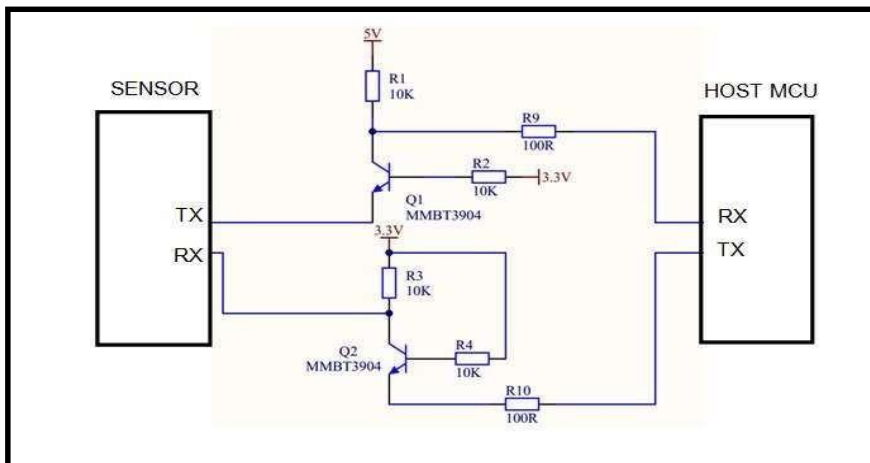 5V
SENSOR
R1
10K
HOST MCU
R9
100R
R2
10K
3.3V
Q1
MMBT3904
TX
RX
RX
TX
3.3V
R3
10K
Q2
MMBT3904
R4
10K
R10
100R